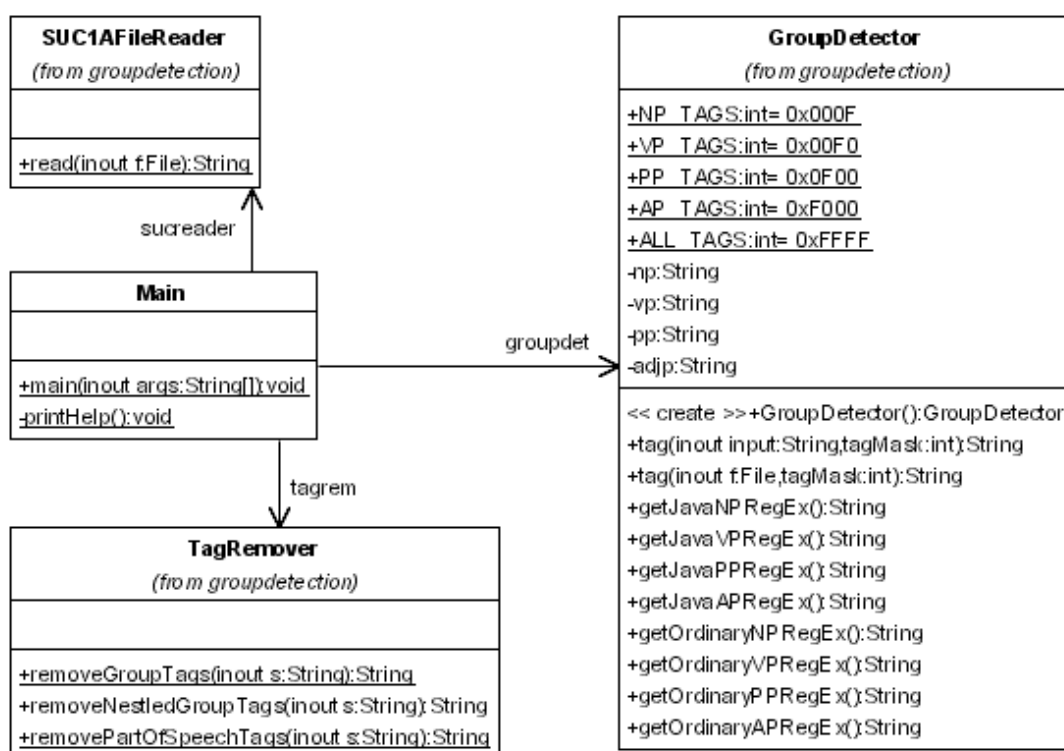 SUC1AFileReader
(from groupdetection)
+read(inout f:File):String
sucreader
Main
+main(inout args:String[]):void
-printHelp():void
groupdet
tagrem
TagRemover
(from groupdetection)
+removeGroupTags(inout s:String):String
+removeNestledGroupTags(inout s:String):String
+removePartOfSpeechTags(inout s:String):String
GroupDetector
(from groupdetection)
+NP_TAGS:int= 0x000F
+VP_TAGS:int= 0x00F0
+PP_TAGS:int= 0x0F00
+AP_TAGS:int= 0xF000
+ALL_TAGS:int= 0xFFFF
-np:String
-vp:String
-pp:String
-adjp:String
<< create >>+GroupDetector():GroupDetector
+tag(inout input:String,tagMask:int):String
+tag(inout f:File,tagMask:int):String
+getJavaNPRegEx():String
+getJavaVPRegEx():String
+getJavaPPRegEx():String
+getJavaAPRegEx():String
+getOrdinaryNPRegEx():String
+getOrdinaryVPRegEx():String
+getOrdinaryPPRegEx():String
+getOrdinaryAPRegEx():String